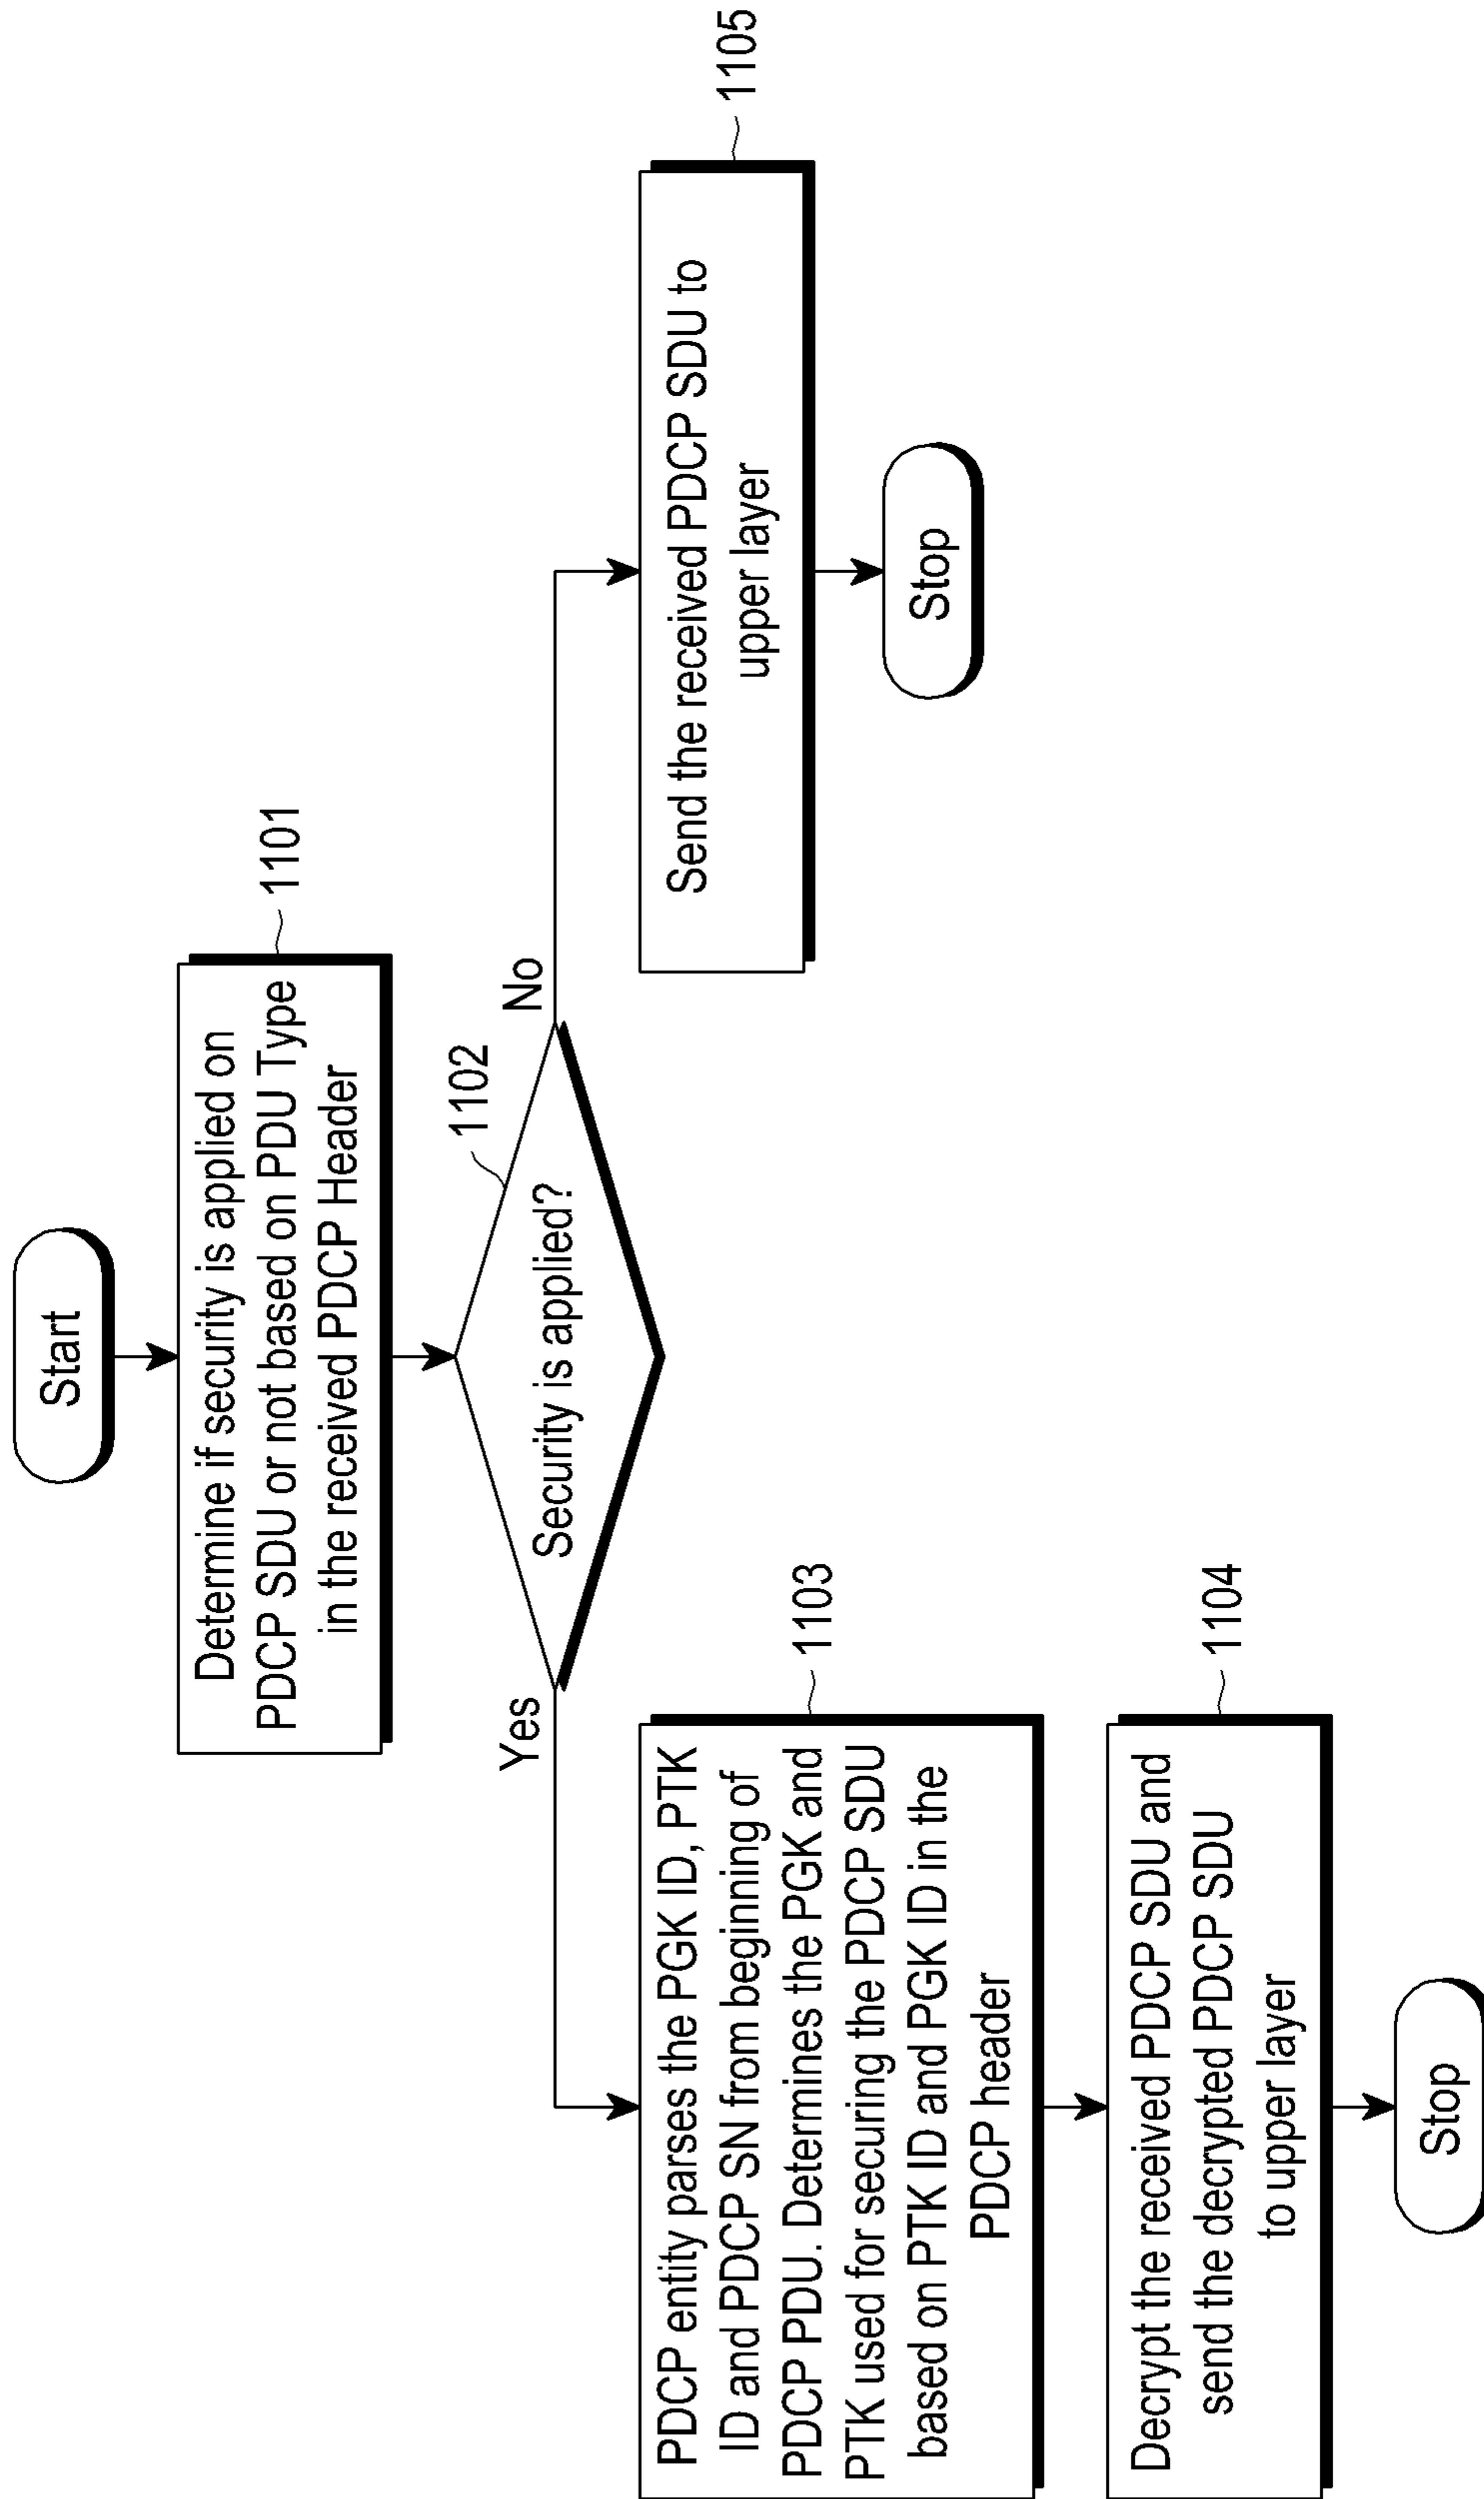 Start
Determine if security is applied on
PDCP SDU or not based on PDU Type
in the received PDCP Header
1101
Security is applied?
1102
Yes
No
PDCP entity parses the PGK ID, PTK
ID and PDCP SN from beginning of
PDCP PDU. Determines the PGK and
PTK used for securing the PDCP SDU
based on PTK ID and PGK ID in the
PDCP header
1103
Send the received PDCP SDU to
upper layer
1105
Stop
Decrypt the received PDCP SDU and
send the decrypted PDCP SDU
to upper layer
1104
Stop